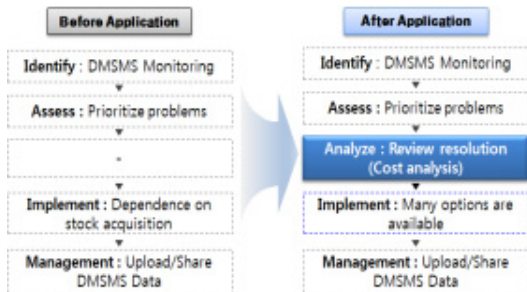 Before Application
Identify : DMSMS Monitoring
Assess : Prioritize problems
-
Implement : Dependence on
stock acquisition
Management : Upload/Share
DMSMS Data
After Application
Identify : DMSMS Monitoring
Assess : Prioritize problems
Analyze : Review resolution
(Cost analysis)
Implement : Many options are
available
Management : Upload/Share
DMSMS Data